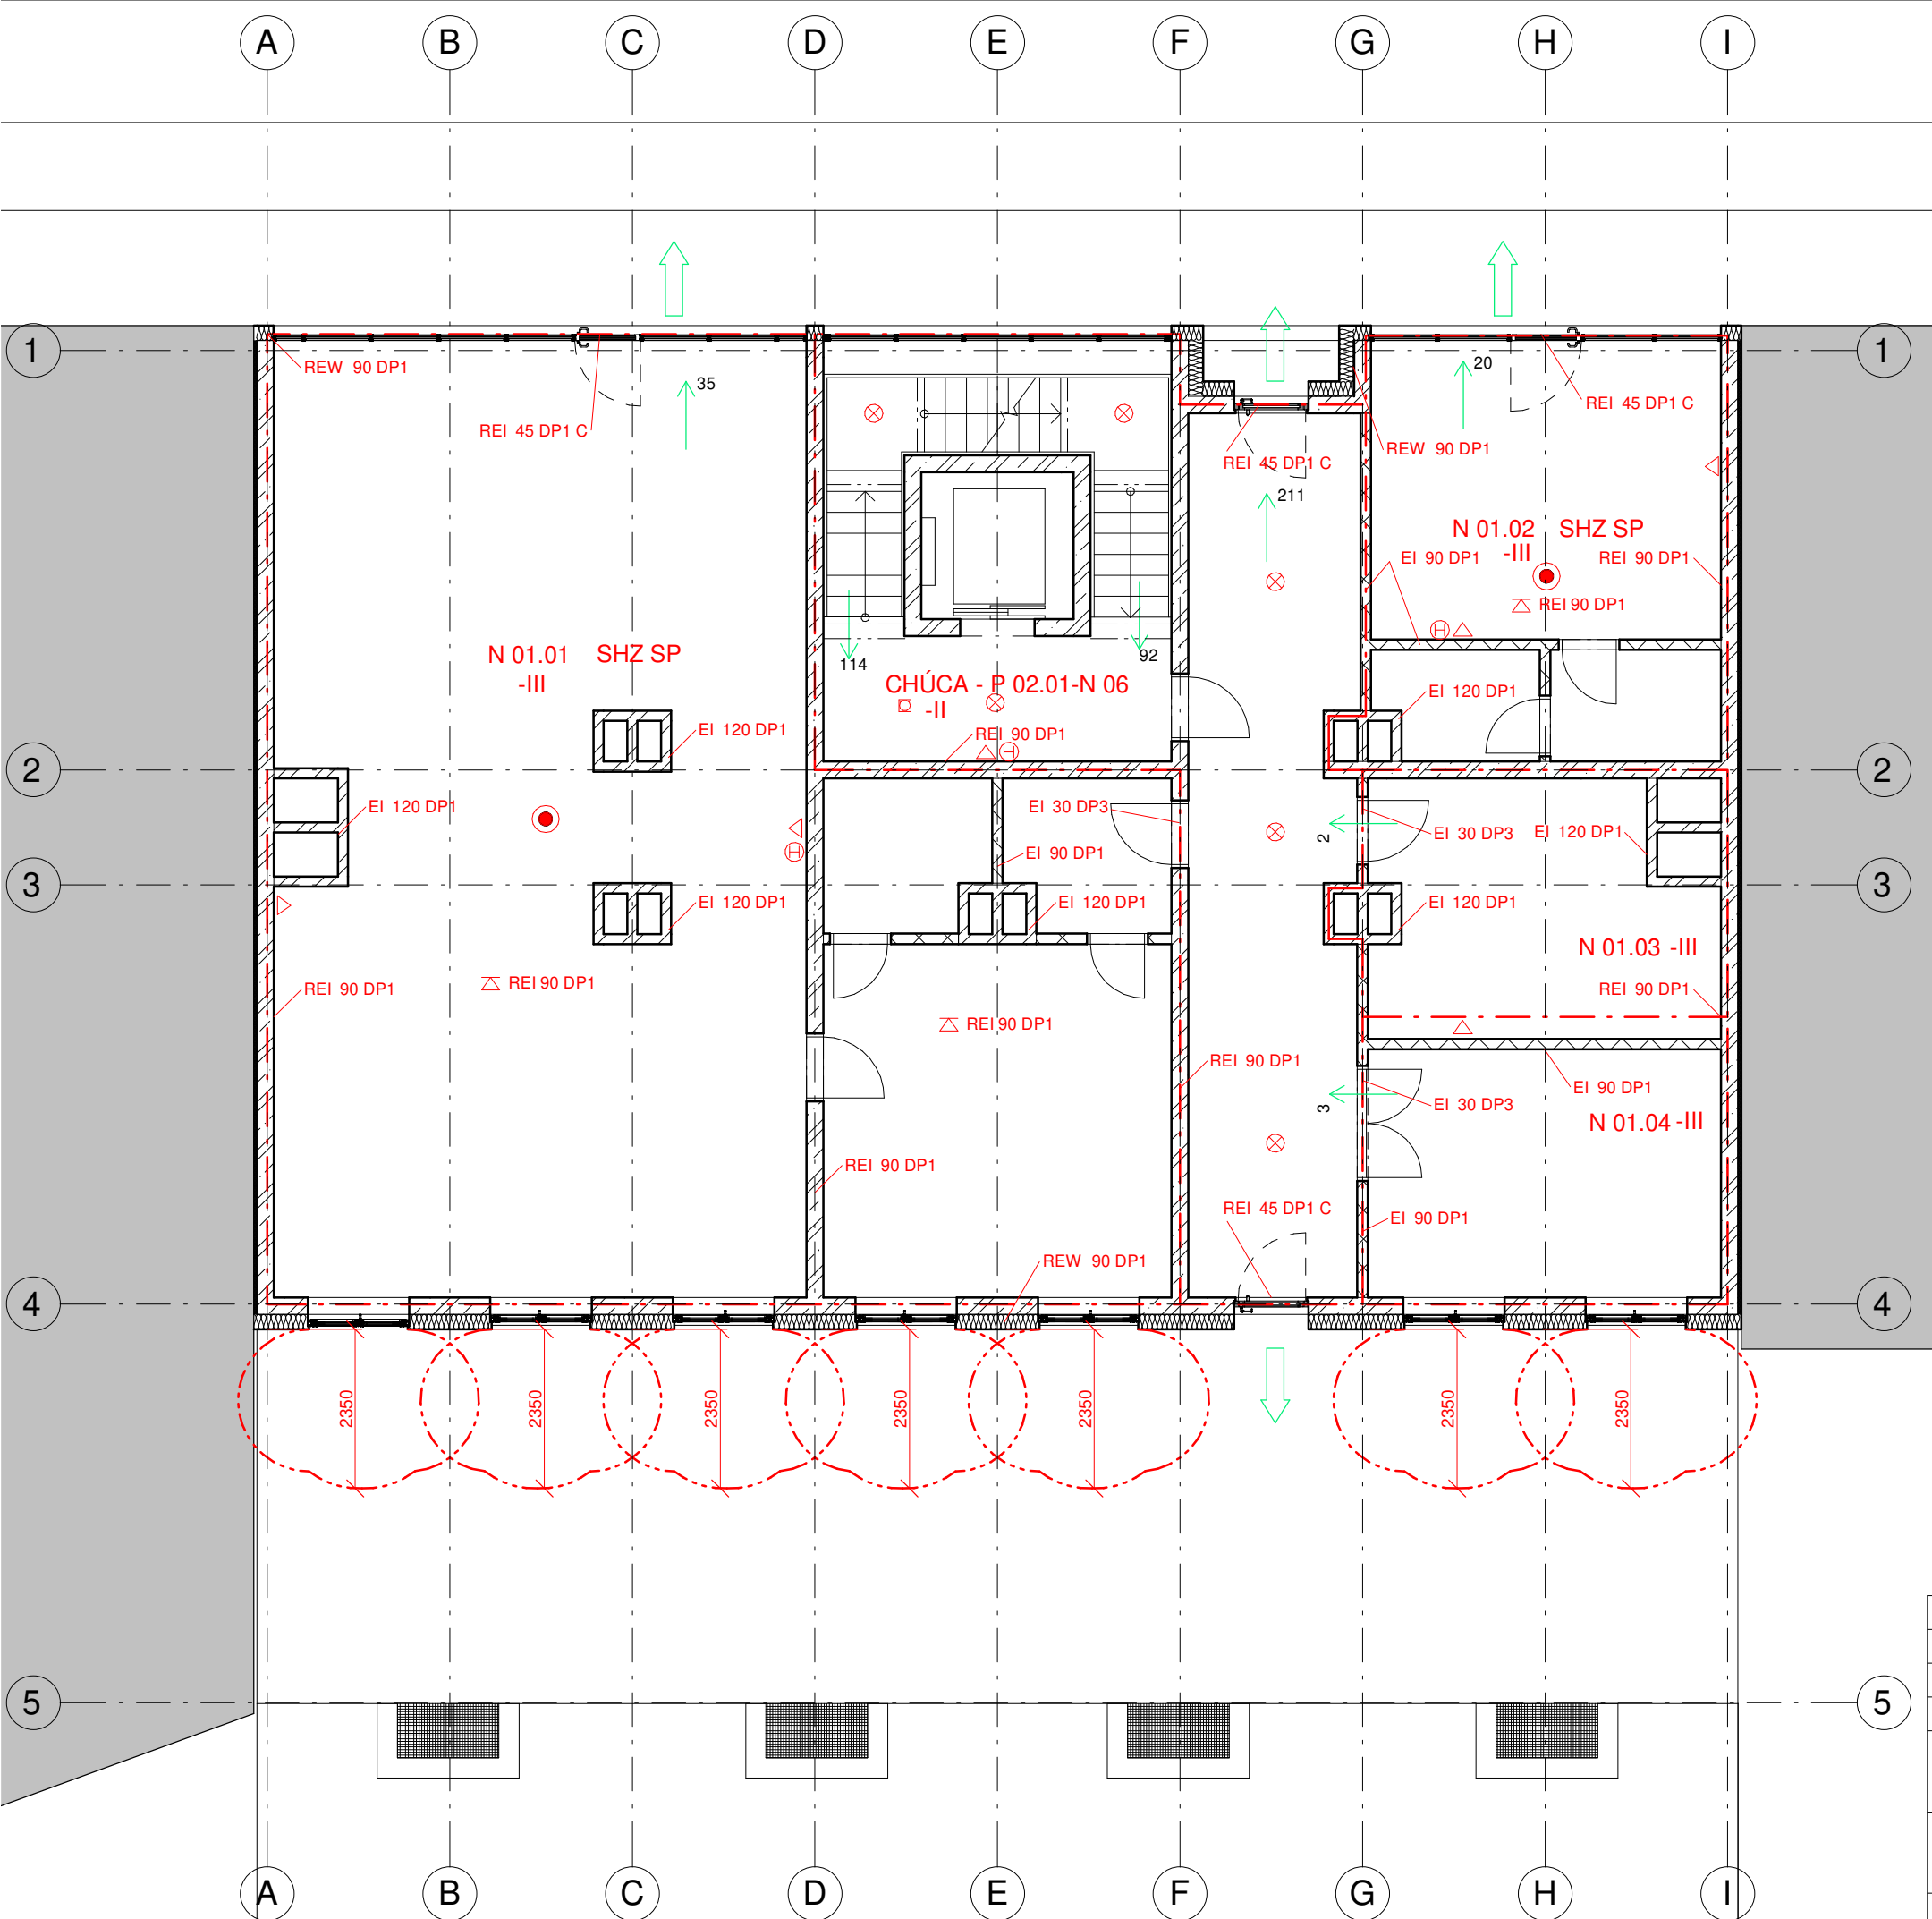 A B C D E F G H I
1 1
REW 90 DP1
35
REI 45 DP1 C
20
REI 45 DP1 C
REI 45 DP1 C
REW 90 DP1
211
N 01.02 SHZ SP
-III
EI 90 DP1
REI 90 DP1
REI 90 DP1
H
N 01.01 SHZ SP
-III
114
92
CHÚCA - P 02.01-N 06
-II
EI 120 DP1
EI 120 DP1
REI 90 DP1
H
2 2
EI 120 DP1
EI 30 DP3
2
EI 30 DP3
EI 120 DP1
H
EI 90 DP1
3 3
EI 120 DP1
EI 120 DP1
EI 120 DP1
N 01.03 -III
REI 90 DP1
REI 90 DP1
REI 90 DP1
REI 90 DP1
REI 90 DP1
EI 90 DP1
3
EI 30 DP3
N 01.04 -III
REI 90 DP1
REI 45 DP1 C
EI 90 DP1
REW 90 DP1
4 4
2350 2350 2350 2350 2350 2350 2350
5 5
A B C D E F G H I